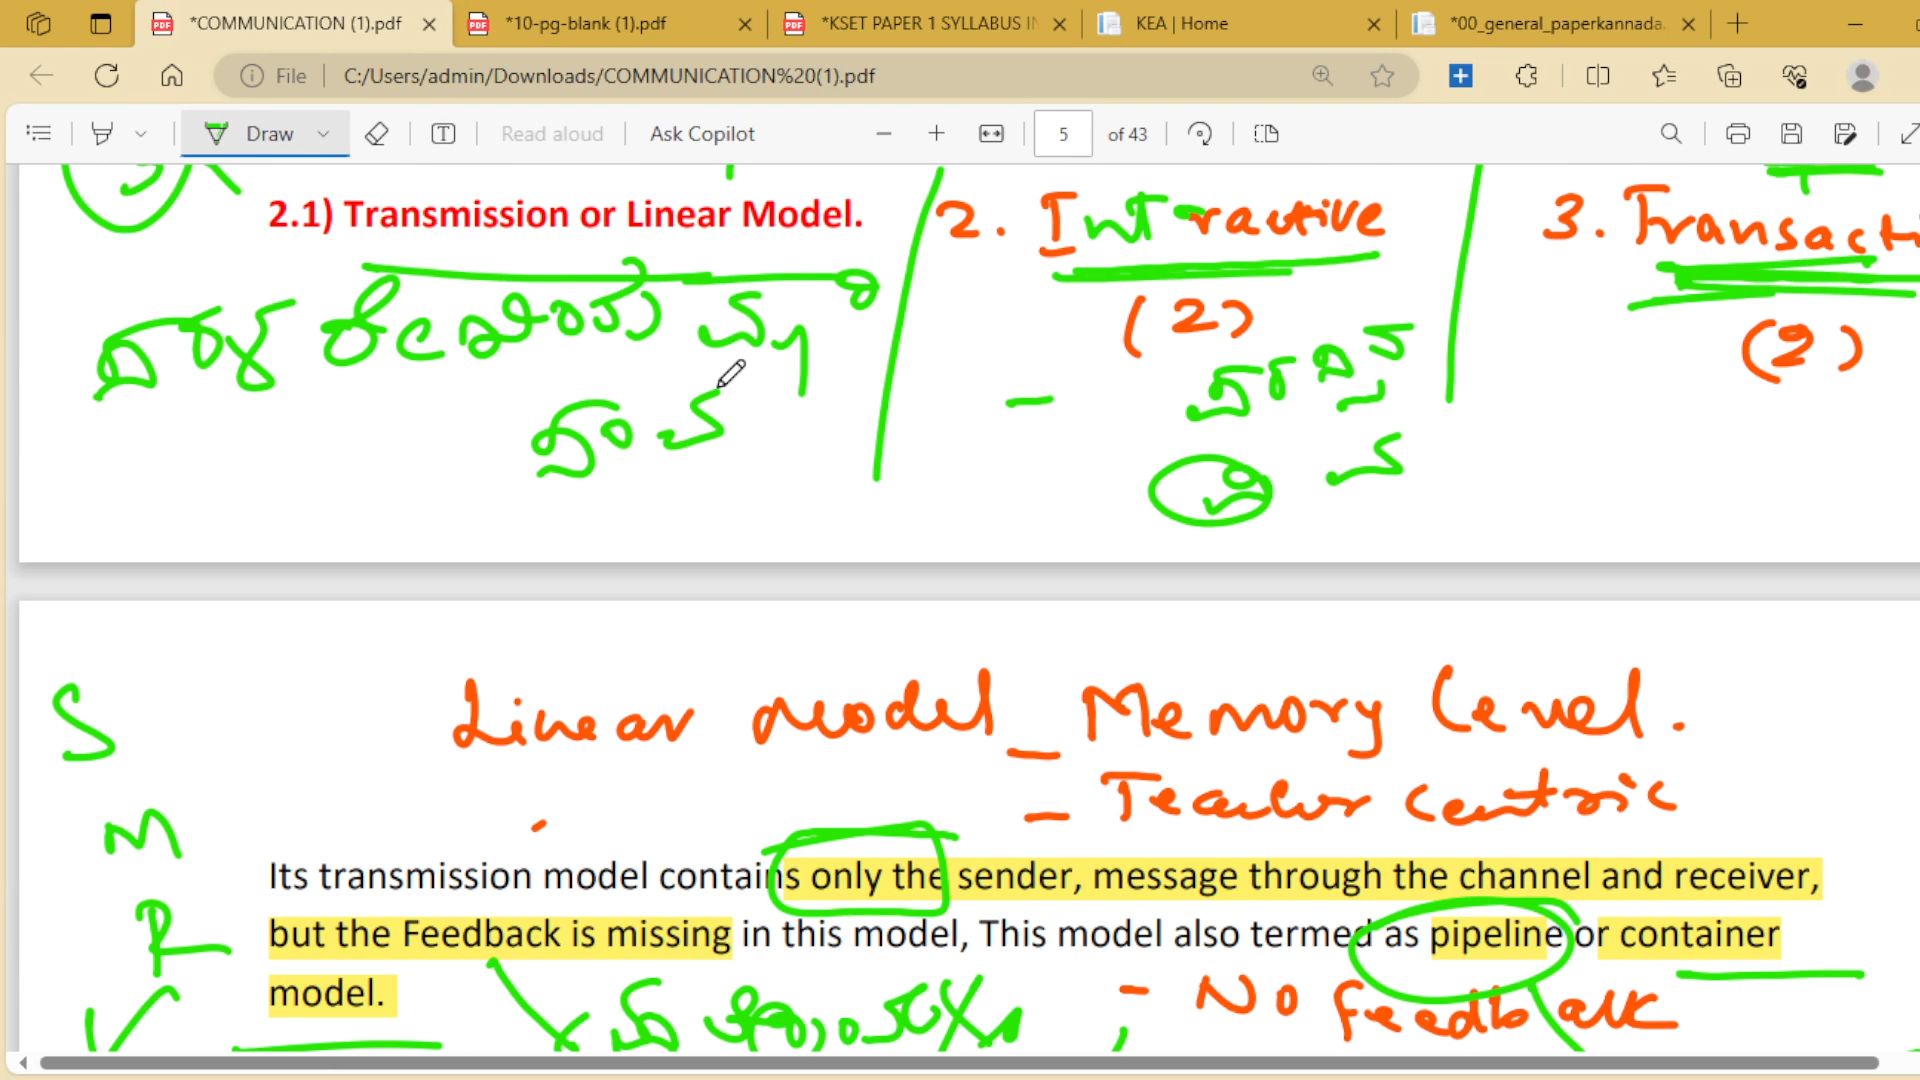 *COMMUNICATION (1).pdf
*10-pg-blank (1).pdf
*KSET PAPER 1 SYLLABUS IN
KEA | Home
*00_general_paperkannada.
File
C:/Users/admin/Downloads/COMMUNICATION%20(1).pdf
Draw
Read aloud
Ask Copilot
5 of 43
2.1) Transmission or Linear Model.
2. Interactive
(2)
3. Transacti
(2)
Linear model - Memory Level.
- Teacher centric
S
M
R
Its transmission model contains only the sender, message through the channel and receiver,
but the Feedback is missing in this model, This model also termed as pipeline or container
model.
- No feedback